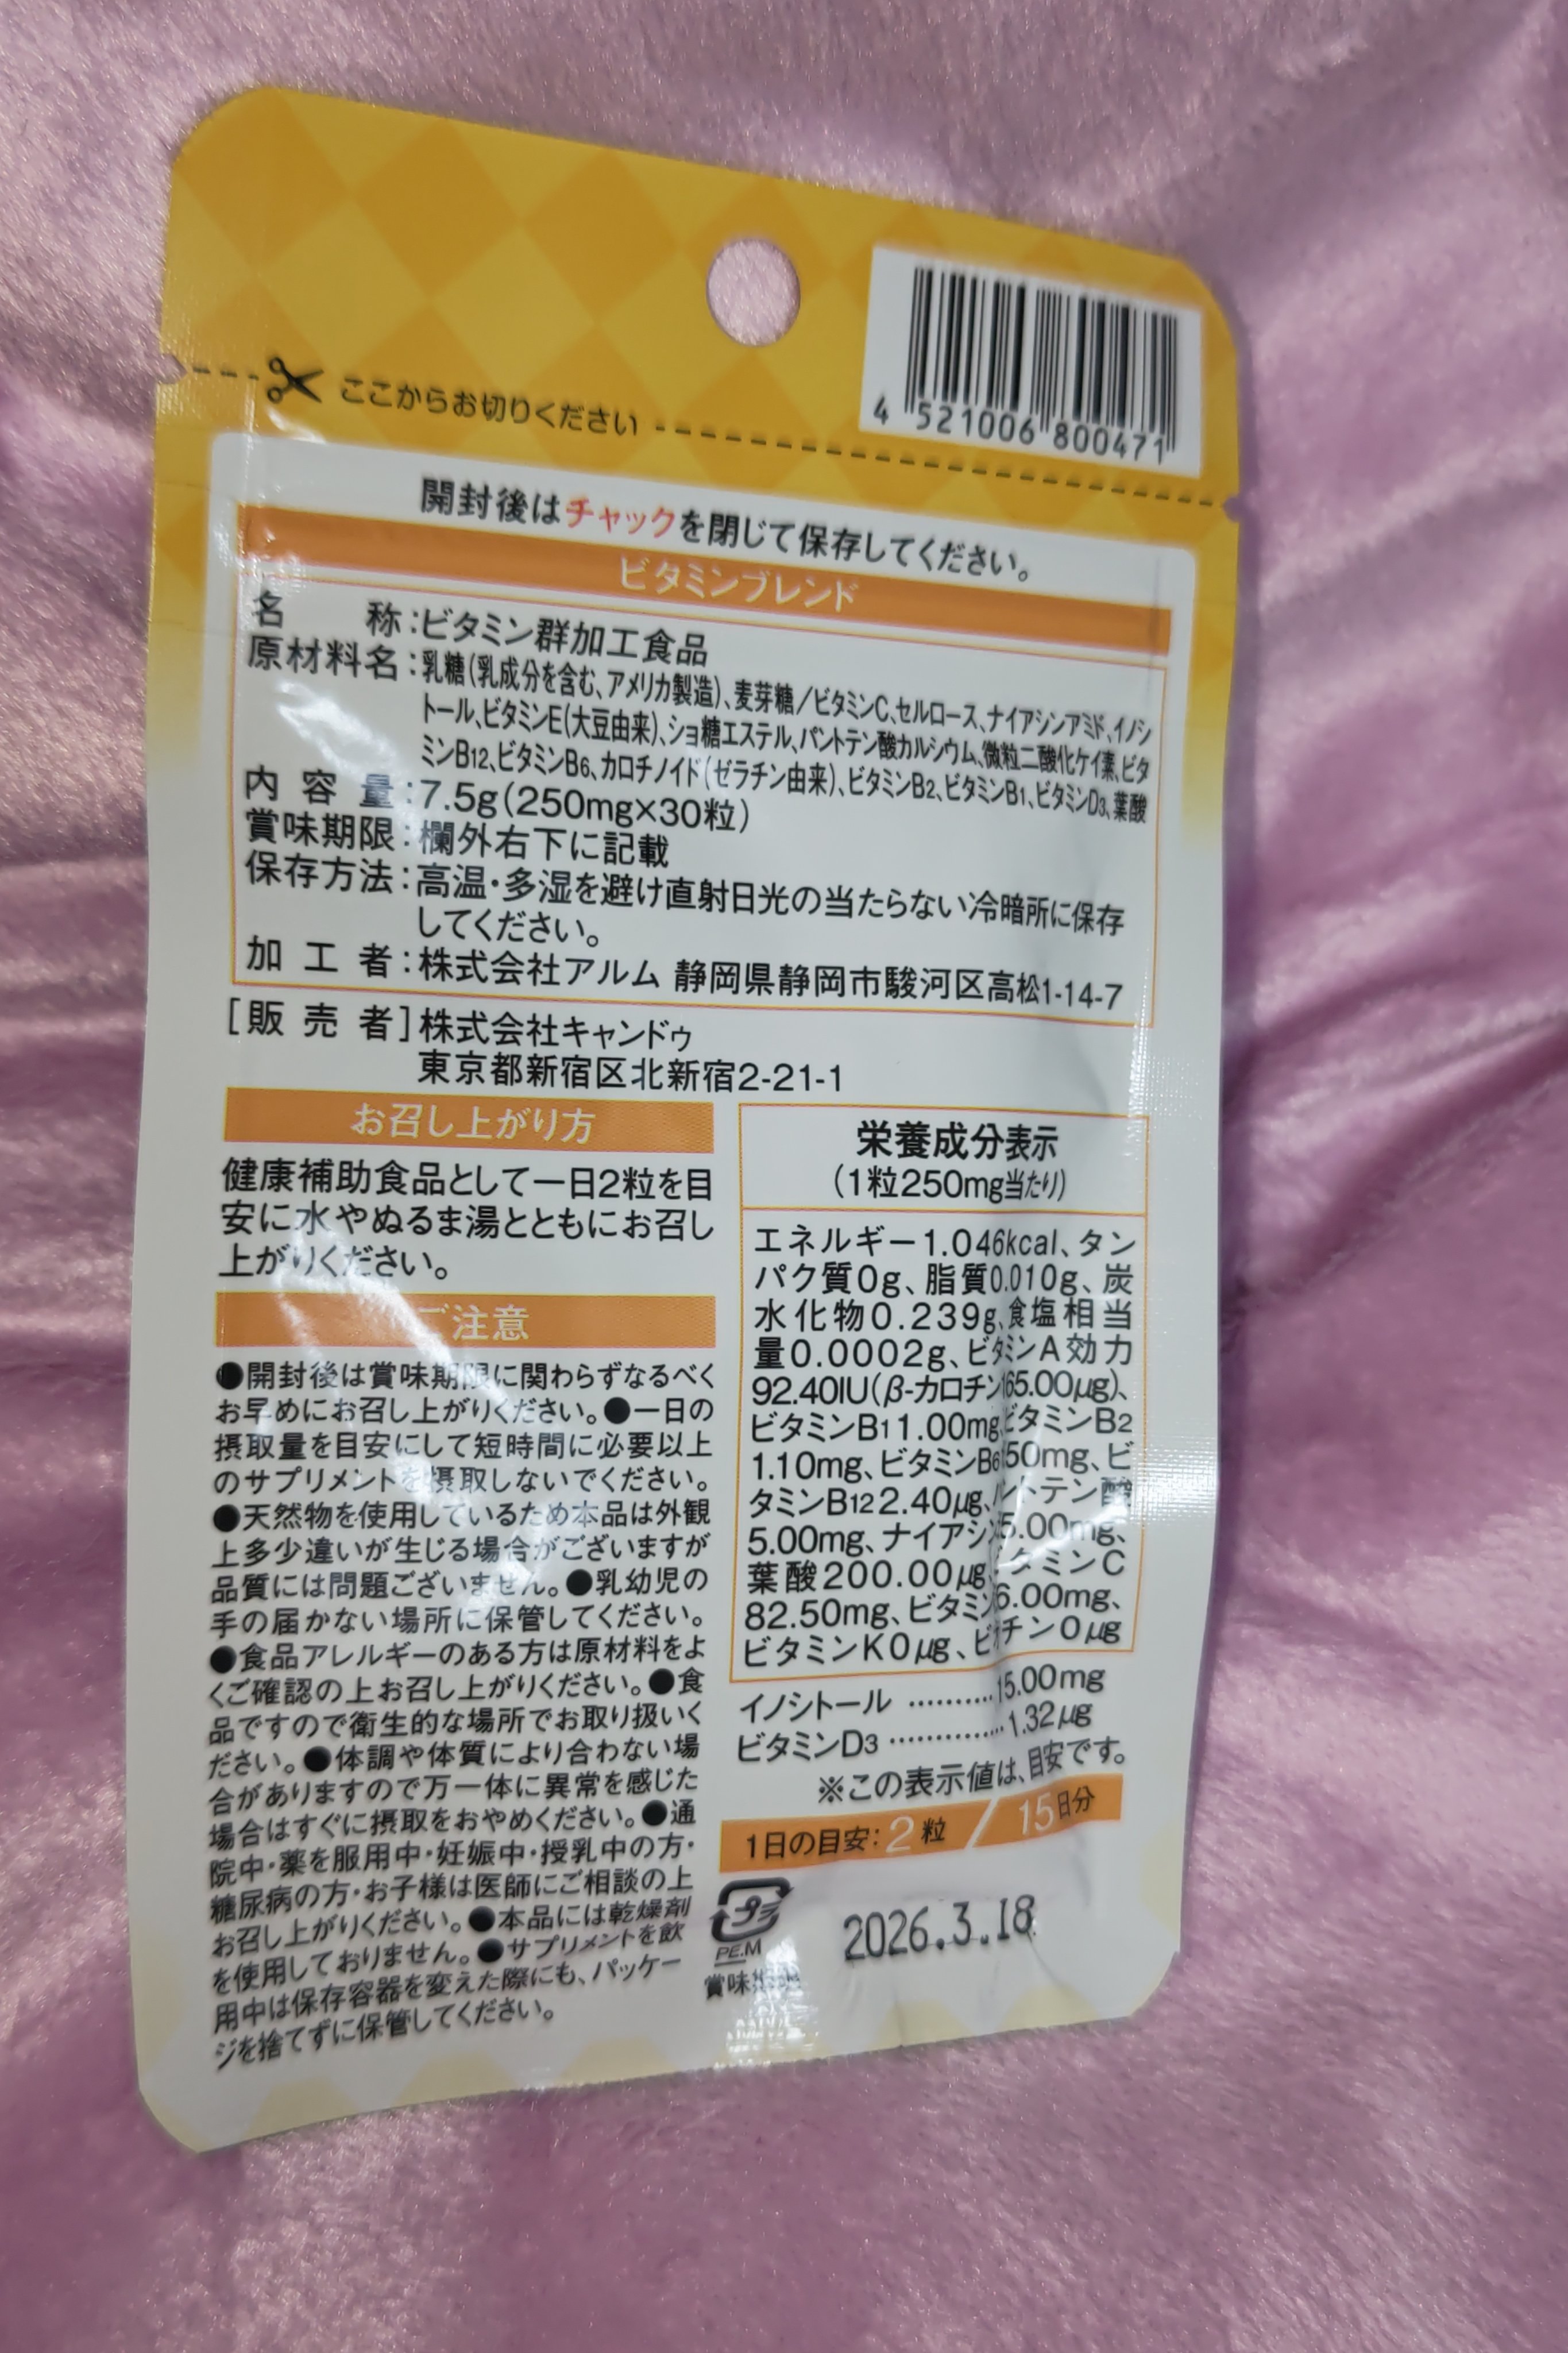 4 521006 800471
ここからお切りください
開封後はチャックを閉じて保存してください。
ビタミンブレンド
名 称:ビタミン群加工食品
原材料名:乳糖(乳成分を含む、アメリカ製造)、麦芽糖/ビタミンC、セルロース、ナイアシンアミド、イノシ
トール、ビタミンE(大豆由来)、ショ糖エステル、パントテン酸カルシウム、微粒二酸化ケイ素、ビタ
ミンB12、ビタミンB6、カロチノイド(ゼラチン由来)、ビタミンB2、ビタミンB1、ビタミンD3、葉酸
内 容 量:7.5g(250mg×30粒)
賞味期限:欄外右下に記載
保存方法:高温・多湿を避け直射日光の当たらない冷暗所に保存
してください。
加 工 者:株式会社アルム 静岡県静岡市駿河区高松1-14-7
[販 売 者]株式会社キャンドゥ
東京都新宿区北新宿2-21-1
お召し上がり方
健康補助食品として一日2粒を目
安に水やぬるま湯とともにお召し
上がりください。
ご注意
●開封後は賞味期限に関わらずなるべく
お早めにお召し上がりください。●一日の
摂取量を目安にして短時間に必要以上
のサプリメントを摂取しないでください。
●天然物を使用しているため本品は外観
上多少違いが生じる場合がございますが
品質には問題ございません。●乳幼児の
手の届かない場所に保管してください。
●食品アレルギーのある方は原材料をよ
くご確認の上お召し上がりください。●食
品ですので衛生的な場所でお取り扱いく
ださい。●体調や体質により合わない場
合がありますので万一体に異常を感じた
場合はすぐに摂取をおやめください。●通
院中・薬を服用中・妊娠中・授乳中の方・
糖尿病の方・お子様は医師にご相談の上
お召し上がりください。●本品には乾燥剤
を使用しておりません。●サプリメントを飲
用中は保存容器を変えた際にも、パッケー
ジを捨てずに保管してください。
栄養成分表示
(1粒250mg当たり)
エネルギー1.046kcal、タン
パク質0g、脂質0.010g、炭
水化物0.239g、食塩相当
量0.0002g、ビタミンA効力
92.40IU(β-カロチン165.00μg)、
ビタミンB1 1.00mg、ビタミンB2
1.10mg、ビタミンB6 50mg、ビ
タミンB12 2.40μg、ントテン酸
5.00mg、ナイアシン 5.00mg、
葉酸200.00μg、タミンC
82.50mg、ビタミン 6.00mg、
ビタミンK0μg、ビオチン0μg
イノシトール ………15.00mg
ビタミンD3 …………1.32μg
※この表示値は、目安です。
1日の目安:2粒/15日分
プラ
PE.M
賞味期限
2026.3.18